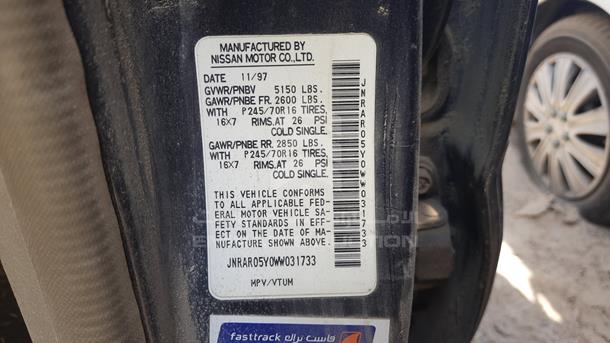 MANUFACTURED BY
NISSAN MOTOR CO.,LTD.
DATE 11/97
GVWR/PNBV 5150 LBS.
GAWR/PNBE FR. 2600 LBS.
WITH P245/70R16 TIRES,
16X7 RIMS.AT 26 PSI
COLD SINGLE.
GAWR/PNBE RR. 2850 LBS.
WITH P245/70R16 TIRES,
16X7 RIMS.AT 26 PSI
COLD SINGLE.
THIS VEHICLE CONFORMS
TO ALL APPLICABLE FED-
ERAL MOTOR VEHICLE SA-
FETY STANDARDS IN EFF-
ECT ON THE DATE OF MA-
NUFACTURE SHOWN ABOVE.
JNRAR05Y0WW031733
MPV/VTUM
JNRAR05Y0WW031733
fasttrack فاست تراك